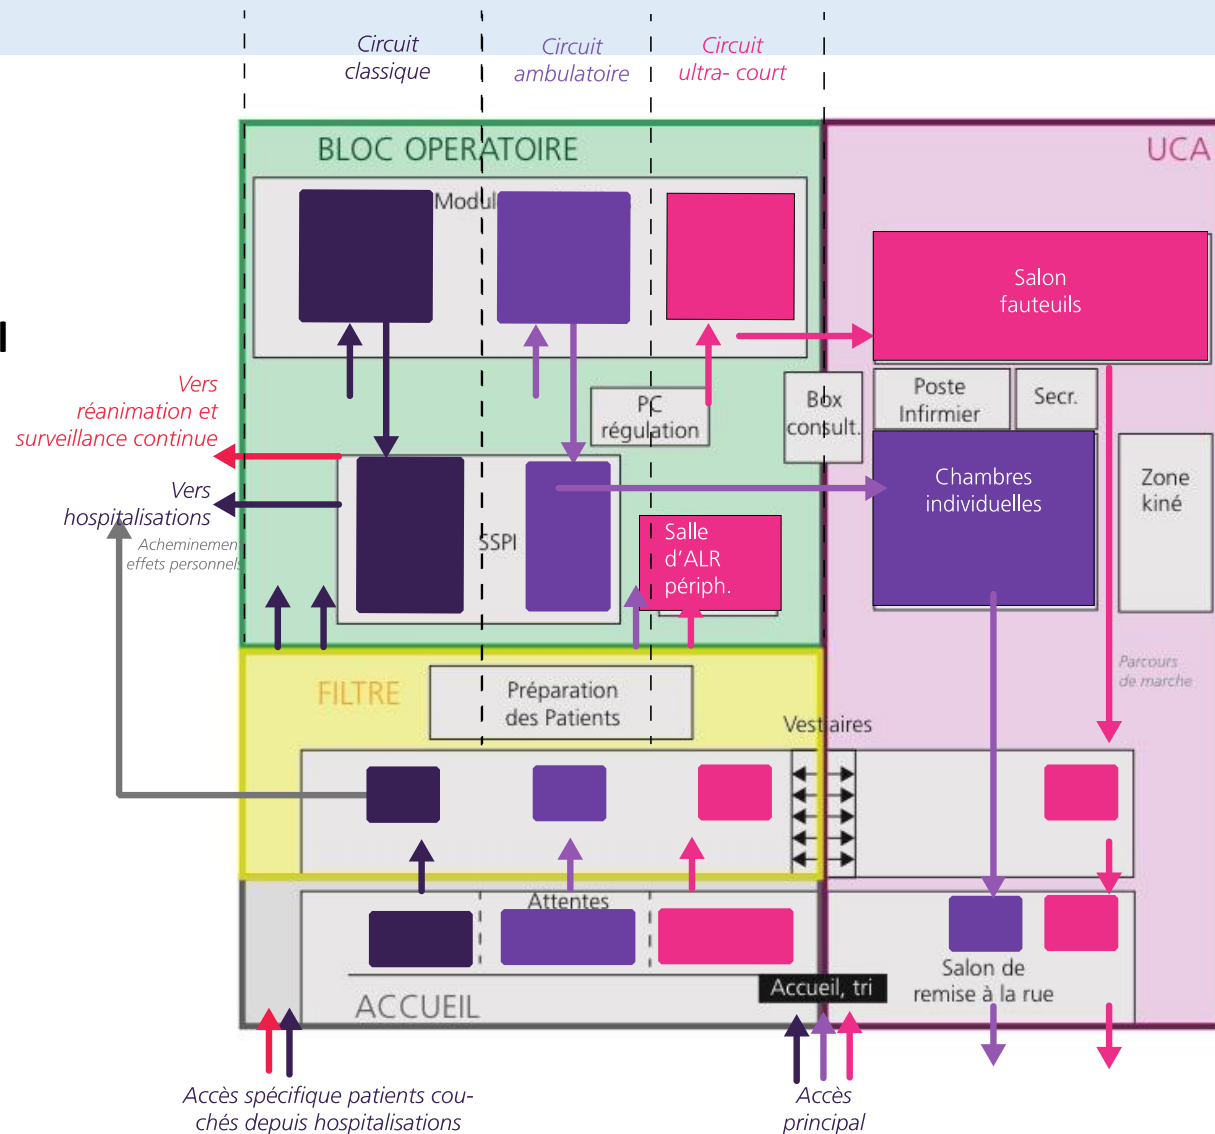 Circuit
classique
Circuit
ambulatoire
Circuit
ultra- court
BLOC OPERATOIRE
UCA
Modul
Salon
fauteuils
Vers
réanimation et
surveillance continue
PC
régulation
Box
consult.
Poste
Infirmier
Secr.
Vers
hospitalisations
Acheminemen
effets personnels
SSPI
Salle
d’ALR
périph.
Chambres
individuelles
Zone
kiné
FILTRE
Préparation
des Patients
Parcours
de marche
Vestiaires
Attentes
ACCUEIL
Accueil, tri
Salon de
remise à la rue
Accès spécifique patients cou-
chés depuis hospitalisations
Accès
principal